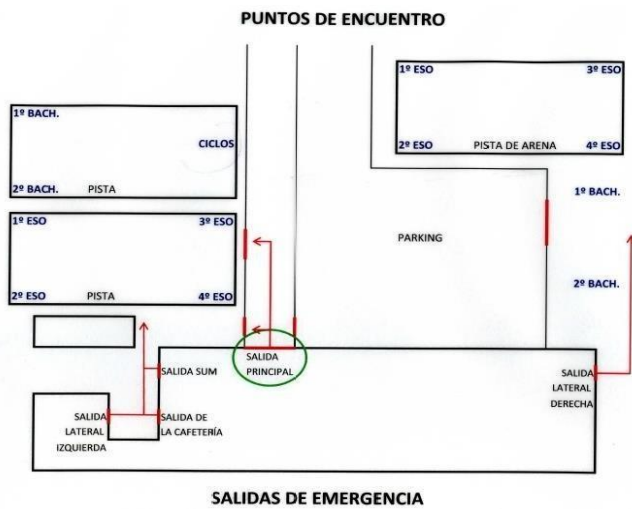 PUNTOS DE ENCUENTRO
1º ESO 3º ESO
2º ESO PISTA DE ARENA 4º ESO
1º BACH.
CICLOS
2º BACH. PISTA
1º ESO 3º ESO
2º ESO PISTA 4º ESO
PARKING
1º BACH.
2º BACH.
SALIDA SUM
SALIDA
PRINCIPAL
SALIDA
LATERAL
DERECHA
SALIDA
LATERAL
IZQUIERDA
SALIDA DE
LA CAFETERÍA
SALIDAS DE EMERGENCIA